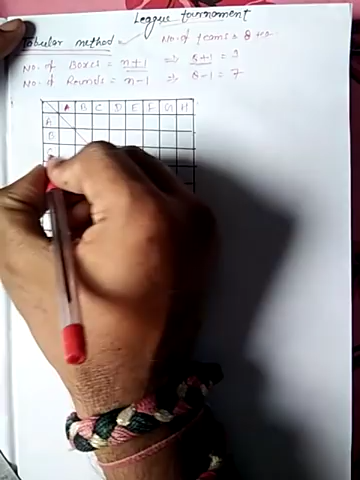 League tournament
Tabular method
No. of teams = 8
No. of Boxes = n+1 ⇒ 8+1 = 9
No. of Rounds = n-1 ⇒ 8-1 = 7
A B C D E F G H
A
B
C